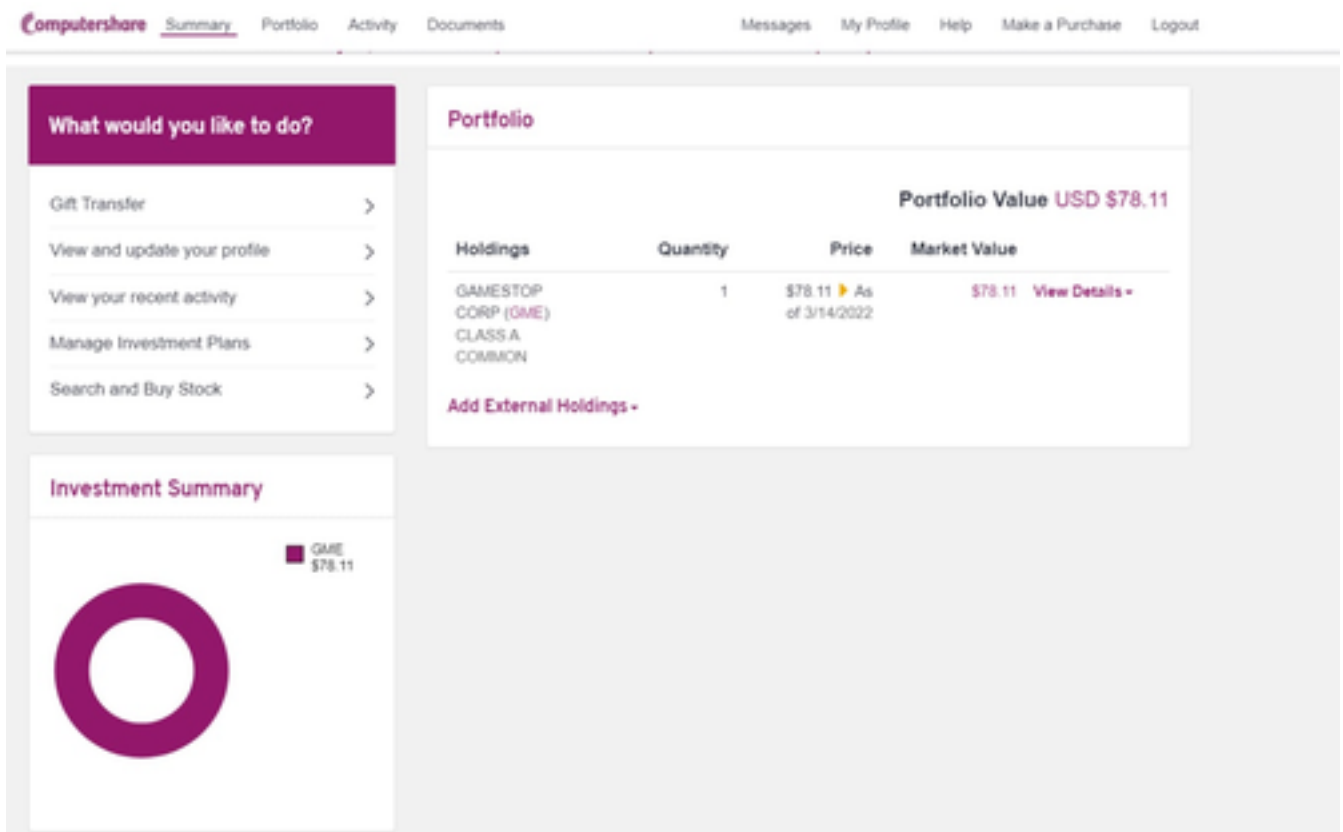 Computershare Summary Portfolio Activity Documents Messages My Profile Help Make a Purchase Logout
What would you like to do?
Gift Transfer
View and update your profile
View your recent activity
Manage Investment Plans
Search and Buy Stock
Portfolio
Portfolio Value USD $78.11
Holdings Quantity Price Market Value
GAMESTOP 1 $78.11 As $78.11 View Details
CORP (GME) of 3/14/2022
CLASS A
COMMON
Add External Holdings
Investment Summary
GME
$78.11